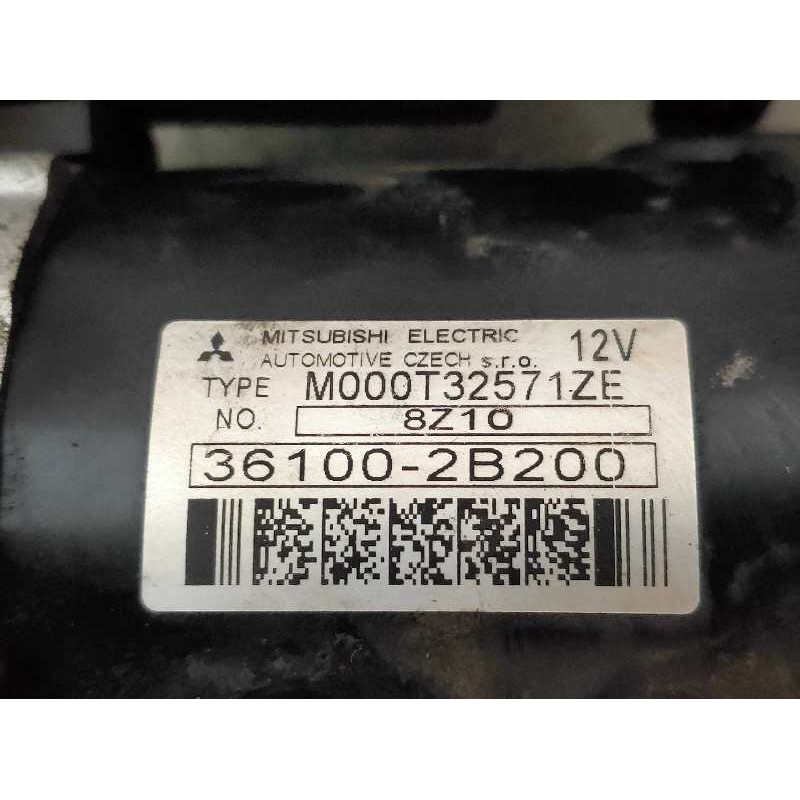 MITSUBISHI ELECTRIC
AUTOMOTIVE CZECH s.r.o. 12V
TYPE M000T32571ZE
NO. 8Z10
36100-2B200